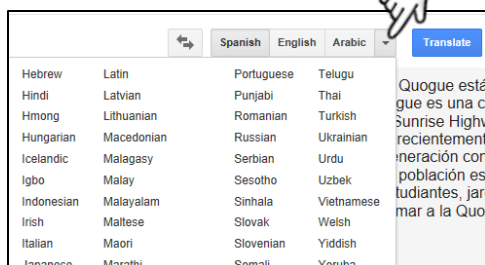 Spanish English Arabic Translate
Hebrew Latin Portuguese Telugu
Hindi Latvian Punjabi Thai
Hmong Lithuanian Romanian Turkish
Hungarian Macedonian Russian Ukrainian
Icelandic Malagasy Serbian Urdu
Igbo Malay Sesotho Uzbek
Indonesian Malayalam Sinhala Vietnamese
Irish Maltese Slovak Welsh
Italian Maori Slovenian Yiddish
Japanese Marathi Somali Yoruba
Quogue está
gue es una c
Sunrise Highw
recientement
neración con
población es
tudiantes, jar
mar a la Quo